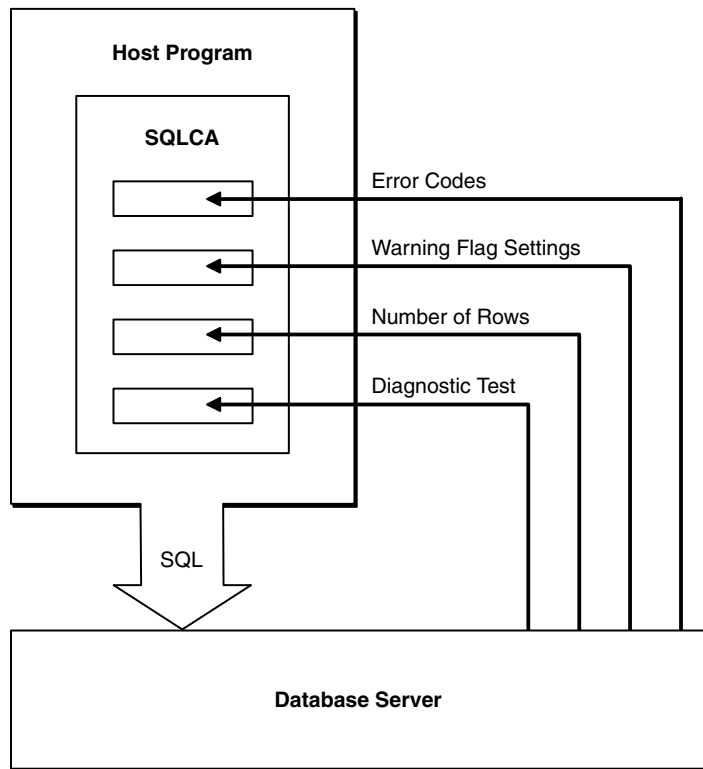 Host Program
SQLCA
Error Codes
Warning Flag Settings
Number of Rows
Diagnostic Test
SQL
Database Server